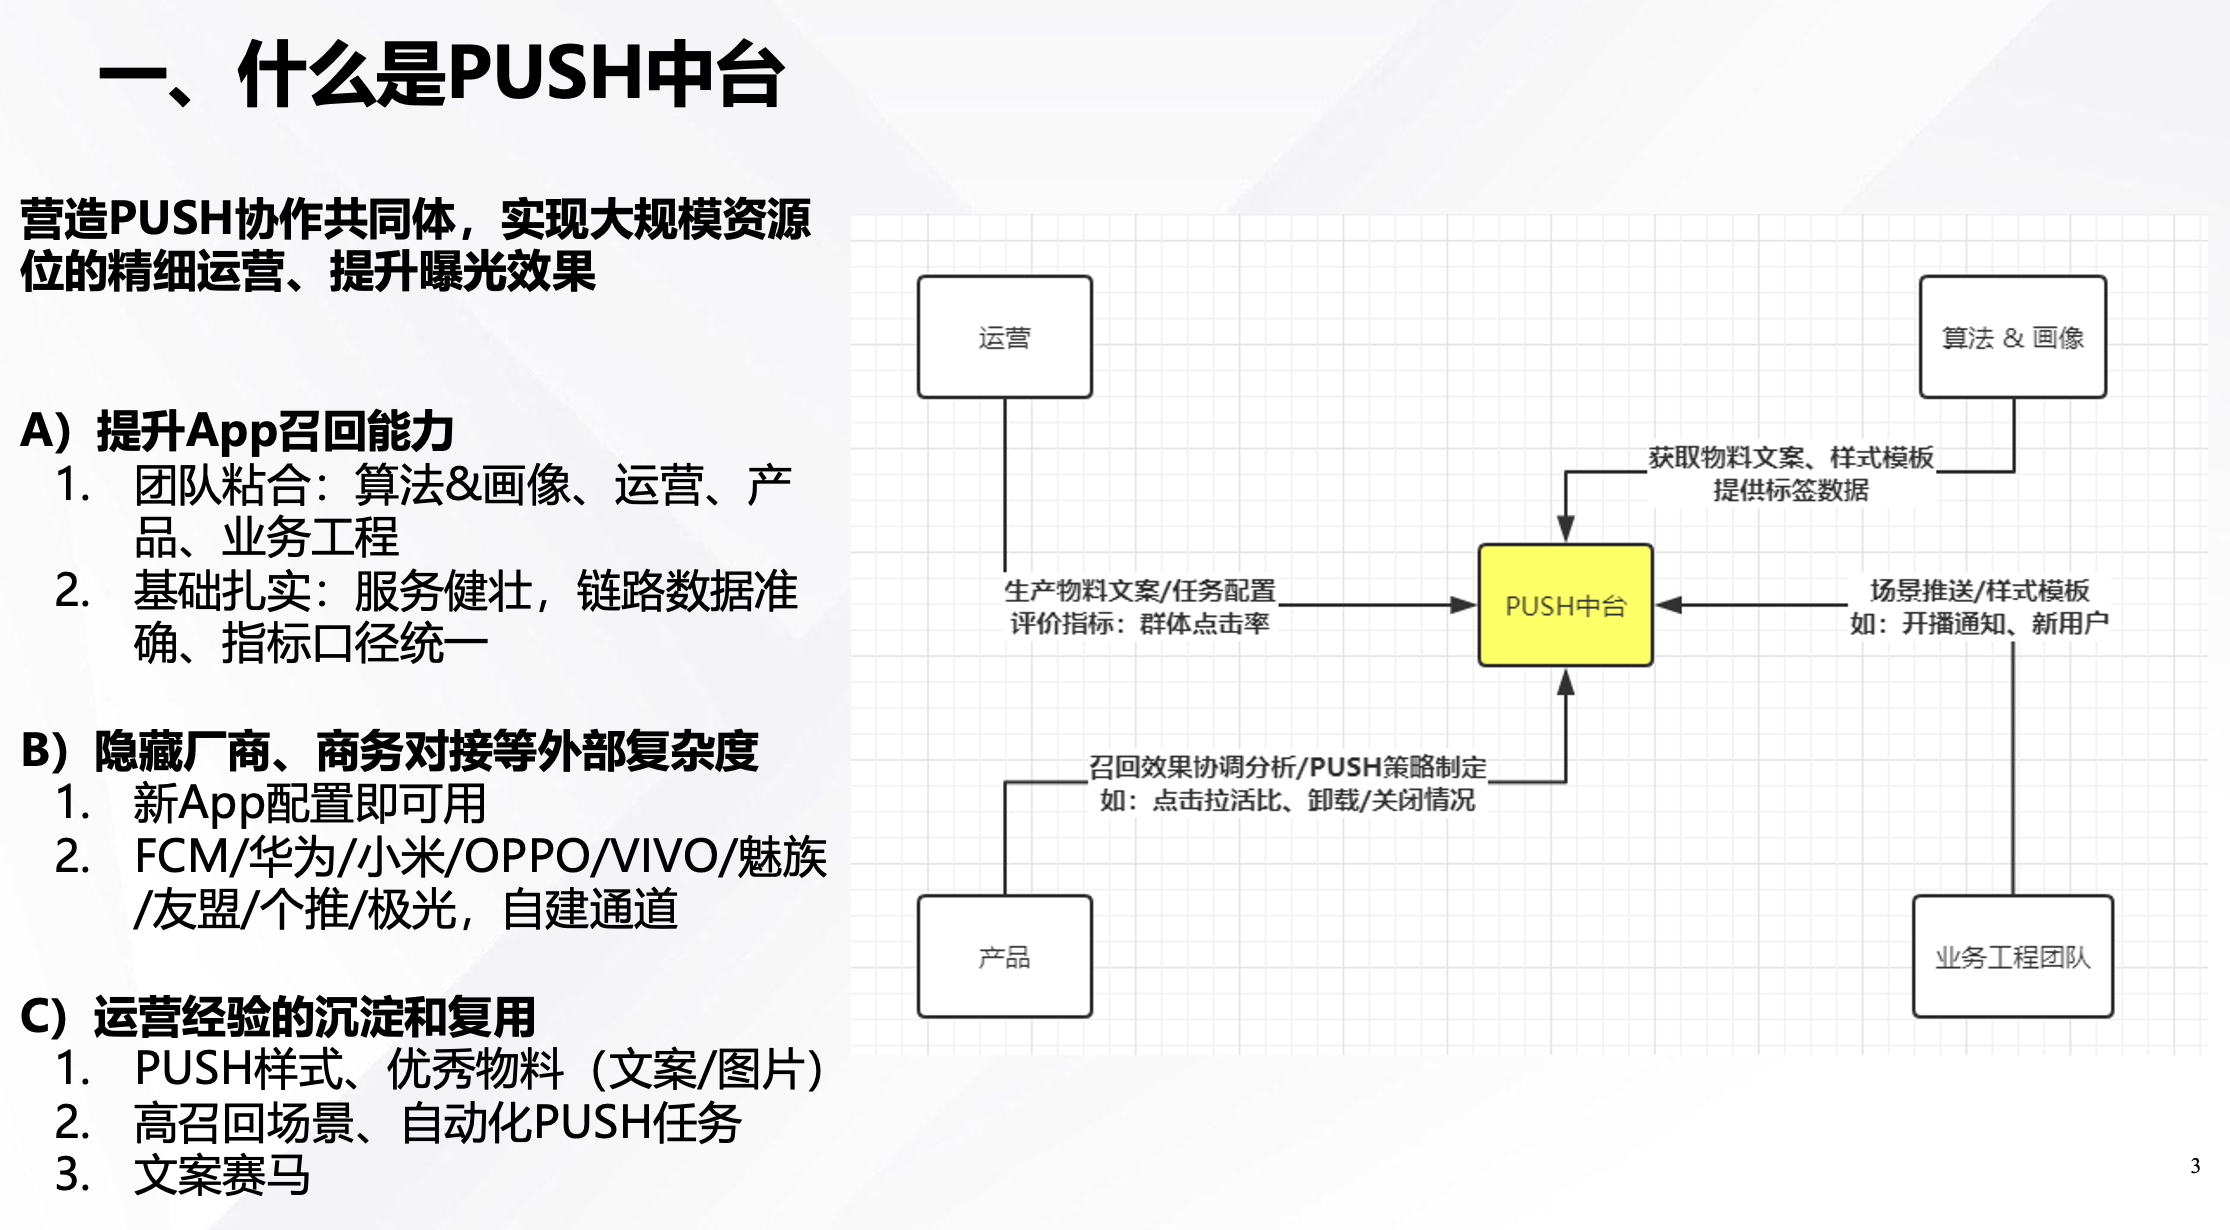 一、什么是PUSH中台
营造PUSH协作共同体，实现大规模资源
位的精细运营、提升曝光效果
A）提升App召回能力
1. 团队粘合：算法&画像、运营、产
品、业务工程
2. 基础扎实：服务健壮，链路数据准
确、指标口径统一
B）隐藏厂商、商务对接等外部复杂度
1. 新App配置即可用
2. FCM/华为/小米/OPPO/VIVO/魅族
/友盟/个推/极光，自建通道
C）运营经验的沉淀和复用
1. PUSH样式、优秀物料（文案/图片）
2. 高召回场景、自动化PUSH任务
3. 文案赛马
运营
算法 & 画像
获取物料文案、样式模板
提供标签数据
生产物料文案/任务配置
评价指标：群体点击率
PUSH中台
场景推送/样式模板
如：开播通知、新用户
召回效果协调分析/PUSH策略制定
如：点击拉活比、卸载/关闭情况
产品
业务工程团队
3